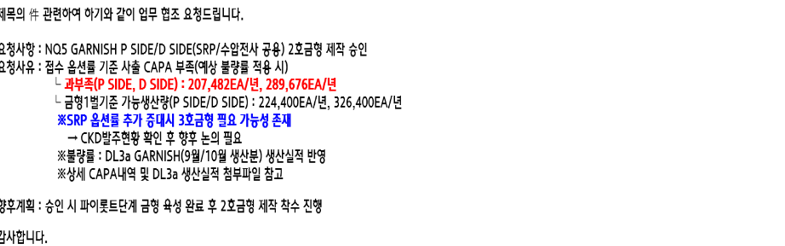 제목의 件 관련하여 하기와 같이 업무 협조 요청드립니다.
요청사항 : NQ5 GARNISH P SIDE/D SIDE(SRP/수압전사 공용) 2호금형 제작 승인
요청사유 : 접수 옵션률 기준 사출 CAPA 부족(예상 불량률 적용 시)
└ 과부족(P SIDE, D SIDE) : 207,482EA/년, 289,676EA/년
└ 금형1벌기준 가능생산량(P SIDE/D SIDE) : 224,400EA/년, 326,400EA/년
※SRP 옵션률 추가 증대시 3호금형 필요 가능성 존재
→ CKD발주현황 확인 후 향후 논의 필요
※불량률 : DL3a GARNISH(9월/10월 생산분) 생산실적 반영
※상세 CAPA내역 및 DL3a 생산실적 첨부파일 참고
향후계획 : 승인 시 파이롯트단계 금형 육성 완료 후 2호금형 제작 착수 진행
감사합니다.